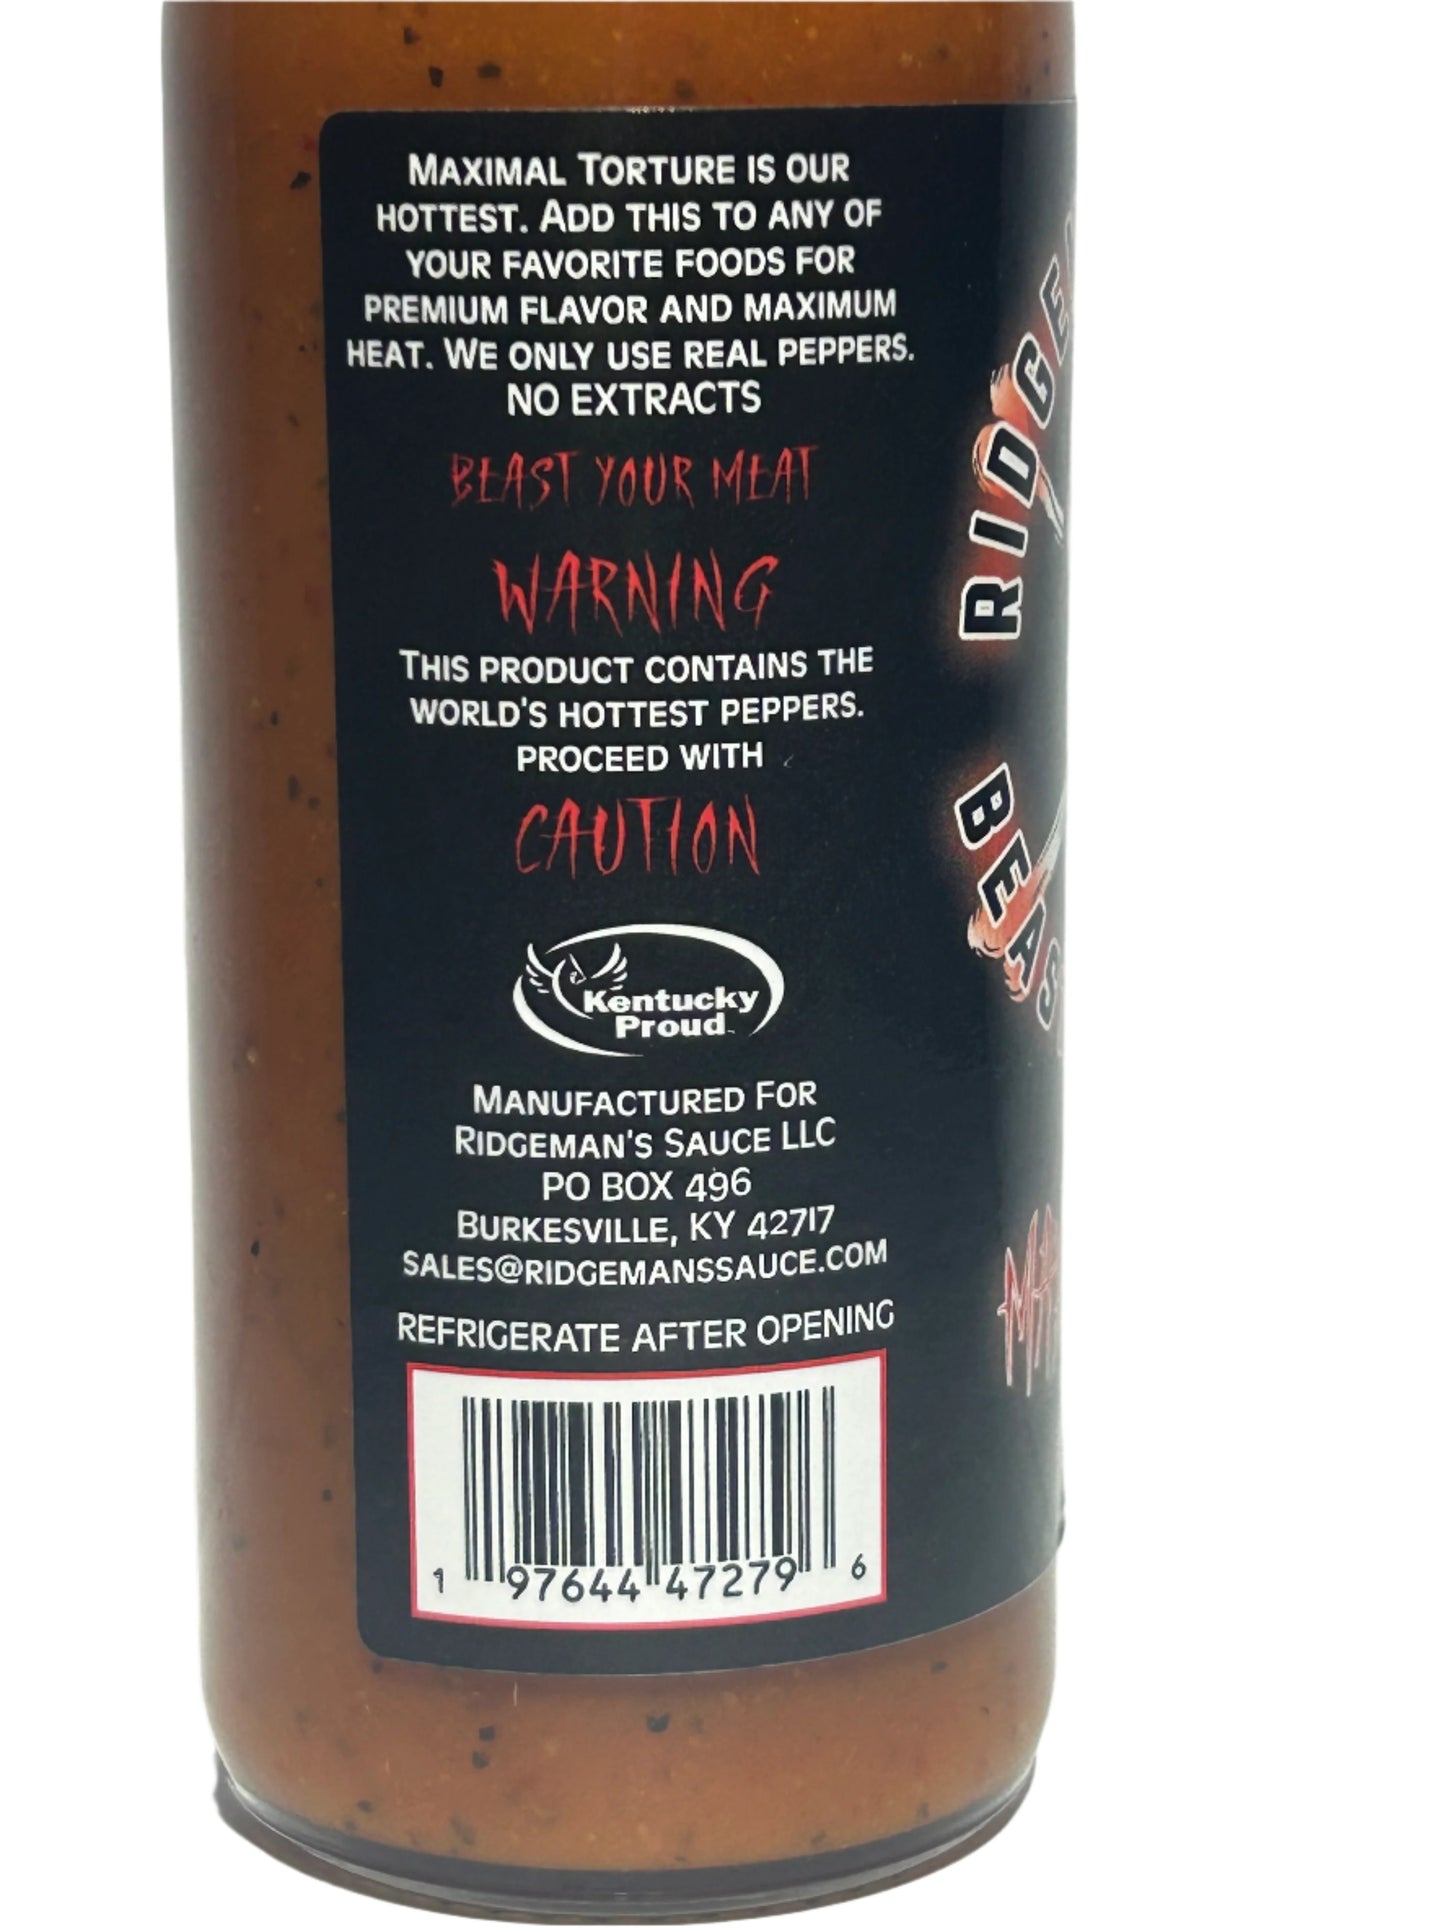 MAXIMAL TORTURE IS OUR
HOTTEST. ADD THIS TO ANY OF
YOUR FAVORITE FOODS FOR
PREMIUM FLAVOR AND MAXIMUM
HEAT. WE ONLY USE REAL PEPPERS.
NO EXTRACTS
BEAST YOUR MEAT
WARNING
THIS PRODUCT CONTAINS THE
WORLD'S HOTTEST PEPPERS.
PROCEED WITH
CAUTION
Kentucky
Proud™
MANUFACTURED FOR
RIDGEMAN'S SAUCE LLC
PO BOX 496
BURKESVILLE, KY 42717
SALES@RIDGEMANSSAUCE.COM
REFRIGERATE AFTER OPENING
1 97644 47279 6